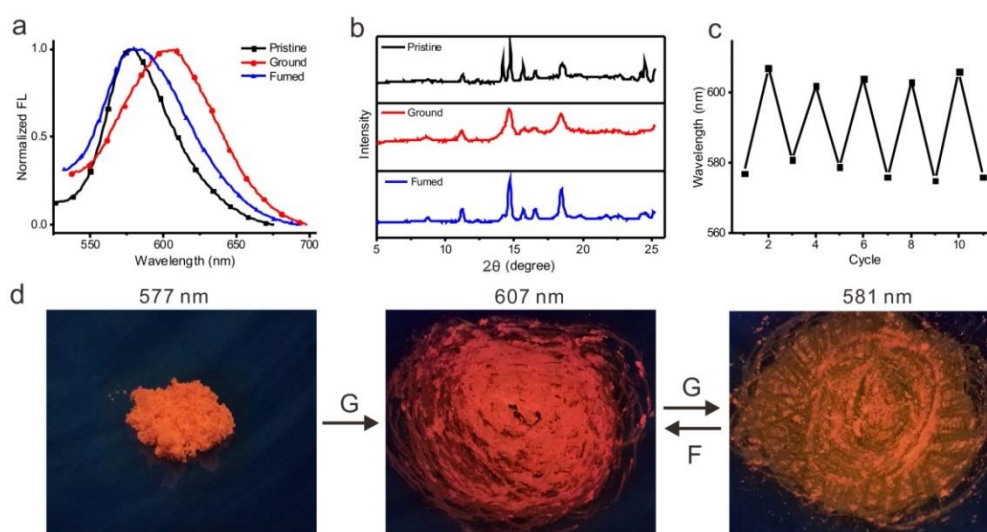 a
1.0
0.5
0.0
Normalized FL
Pristine
Ground
Fumed
550
600
650
700
Wavelength (nm)
b
Pristine
Ground
Fumed
Intensity
5
10
15
20
25
2θ (degree)
c
600
580
560
Wavelength (nm)
2
4
6
8
10
Cycle
d
577 nm
607 nm
581 nm
G
G
F